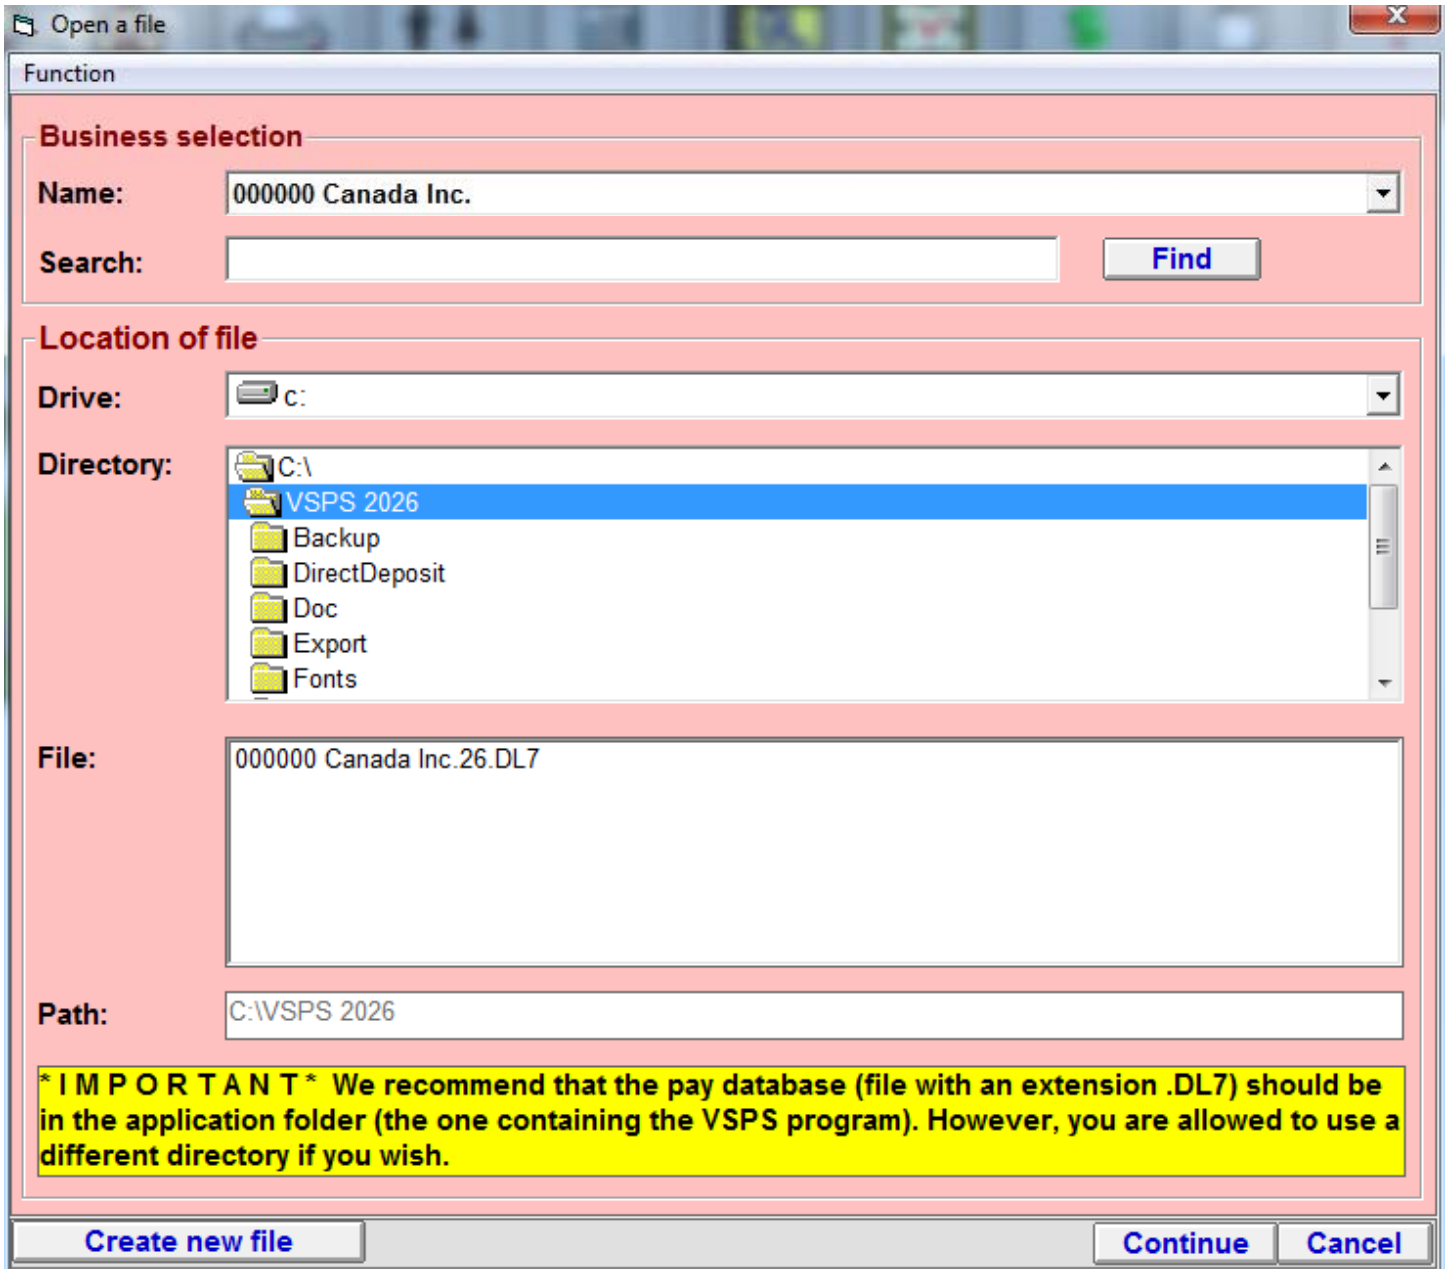 Open a file
x
Function
Business selection
Name: 000000 Canada Inc.
Search: Find
Location of file
Drive: c:
Directory: C:\
VSPS 2026
Backup
DirectDeposit
Doc
Export
Fonts
File: 000000 Canada Inc.26.DL7
Path: C:\VSPS 2026
* I M P O R T A N T *  We recommend that the pay database (file with an extension .DL7) should be
in the application folder (the one containing the VSPS program). However, you are allowed to use a
different directory if you wish.
Create new file Continue Cancel